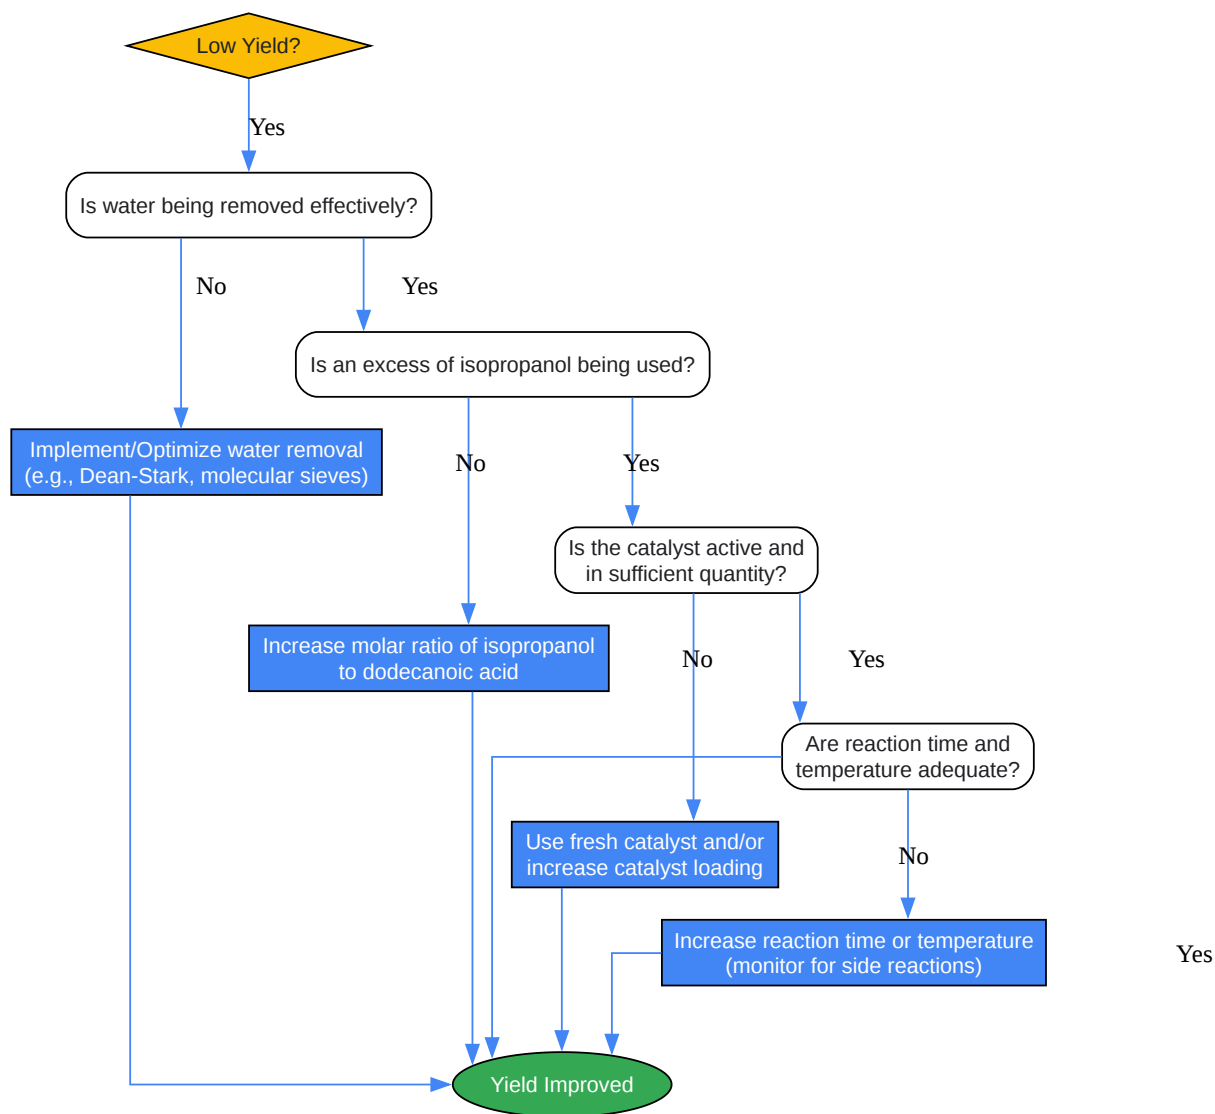 Low Yield?
Yes
Is water being removed effectively?
No
Yes
Is an excess of isopropanol being used?
Implement/Optimize water removal
(e.g., Dean-Stark, molecular sieves)
No
Yes
Is the catalyst active and
in sufficient quantity?
Increase molar ratio of isopropanol
to dodecanoic acid
No
Yes
Are reaction time and
temperature adequate?
Use fresh catalyst and/or
increase catalyst loading
No
Increase reaction time or temperature
(monitor for side reactions)
Yes
Yield Improved